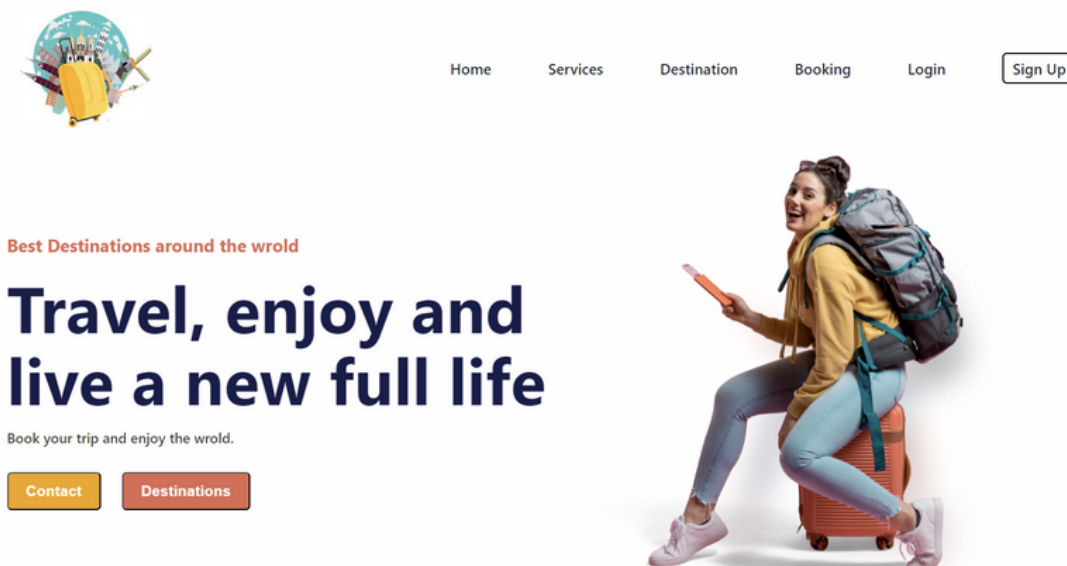 Home Services Destination Booking Login Sign Up
Best Destinations around the wrold
Travel, enjoy and
live a new full life
Book your trip and enjoy the wrold.
Contact Destinations